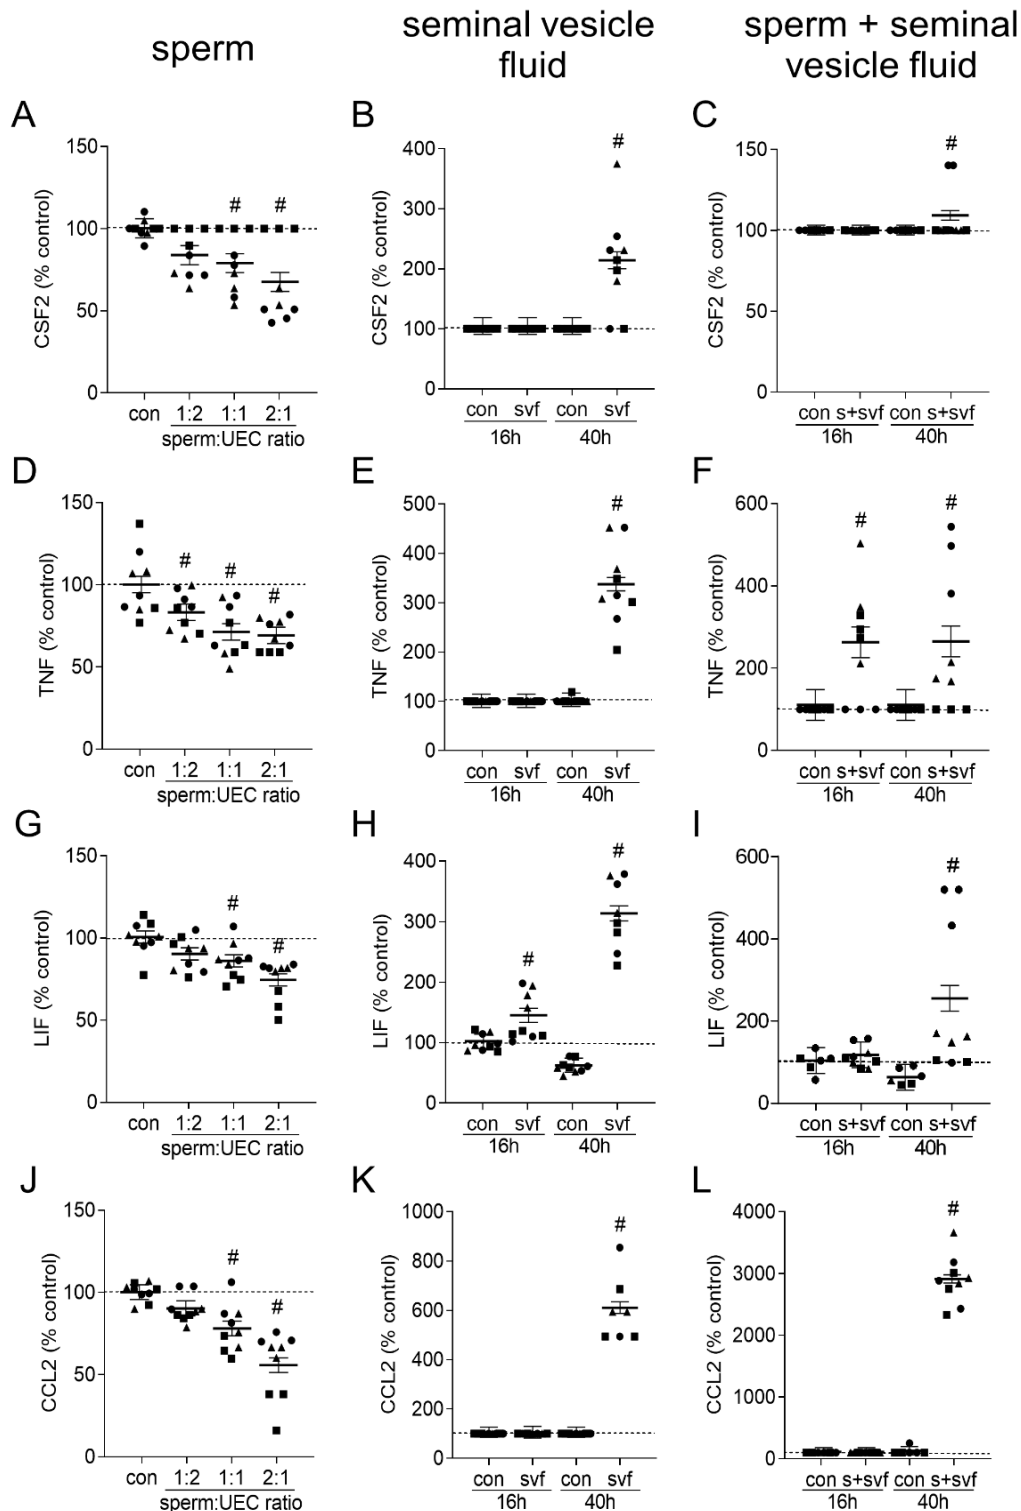 sperm
seminal vesicle
fluid
sperm + seminal
vesicle fluid
A
CSF2 (% control)
150
100
50
0
con 1:2 1:1 2:1
sperm:UEC ratio
# #
B
CSF2 (% control)
400
300
200
100
0
con svf con svf
16h 40h
#
C
CSF2 (% control)
150
100
50
0
con s+svf con s+svf
16h 40h
#
D
TNF (% control)
150
100
50
0
con 1:2 1:1 2:1
sperm:UEC ratio
# # #
E
TNF (% control)
500
400
300
200
100
0
con svf con svf
16h 40h
#
F
TNF (% control)
600
400
200
0
con s+svf con s+svf
16h 40h
# #
G
LIF (% control)
150
100
50
0
con 1:2 1:1 2:1
sperm:UEC ratio
# #
H
LIF (% control)
400
300
200
100
0
con svf con svf
16h 40h
# #
I
LIF (% control)
600
400
200
0
con s+svf con s+svf
16h 40h
#
J
CCL2 (% control)
150
100
50
0
con 1:2 1:1 2:1
sperm:UEC ratio
# #
K
CCL2 (% control)
1000
800
600
400
200
0
con svf con svf
16h 40h
#
L
CCL2 (% control)
4000
3000
2000
1000
0
con s+svf con s+svf
16h 40h
#